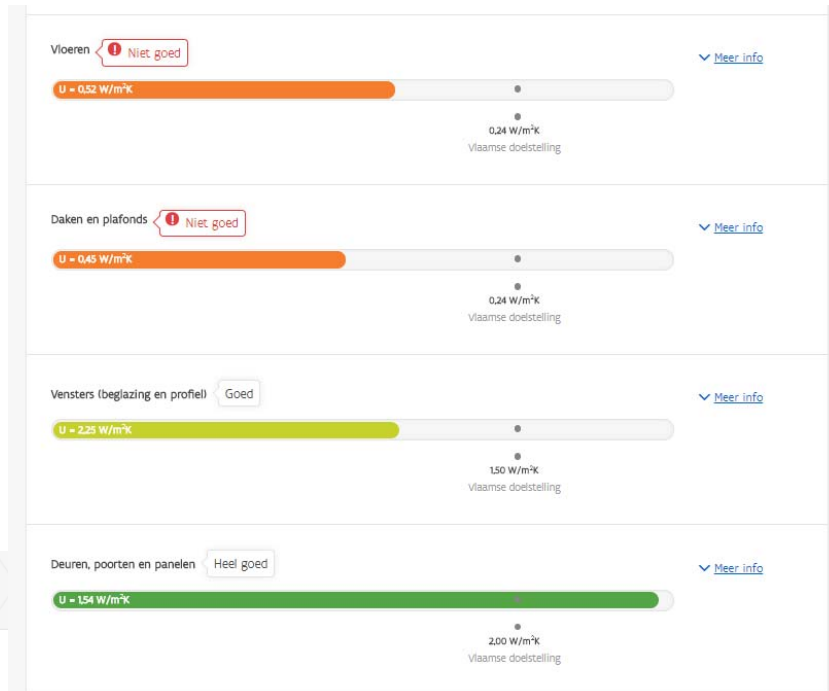 Vloeren
Niet goed
Meer info
U = 0,52 W/m²K
0,24 W/m²K
Vlaamse doelstelling
Daken en plafonds
Niet goed
Meer info
U = 0,45 W/m²K
0,24 W/m²K
Vlaamse doelstelling
Vensters (beglazing en profiel)
Goed
Meer info
U = 2,25 W/m²K
1,50 W/m²K
Vlaamse doelstelling
Deuren, poorten en panelen
Heel goed
Meer info
U = 1,54 W/m²K
2,00 W/m²K
Vlaamse doelstelling